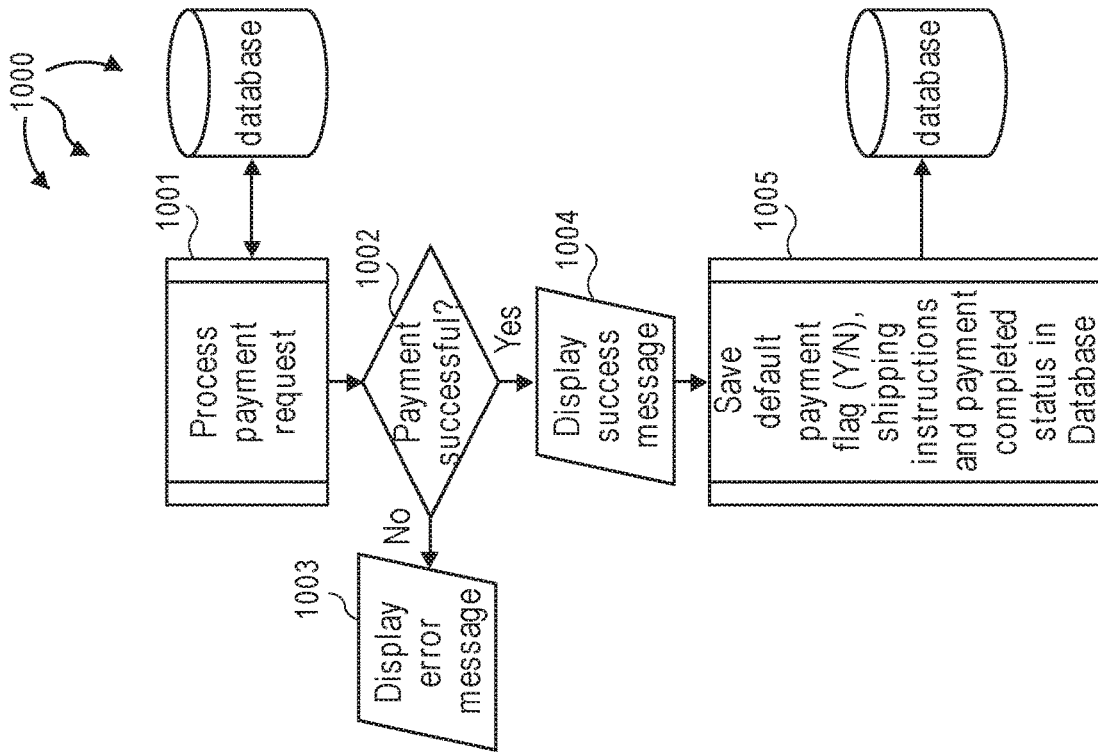 1000
1001
Process
payment
request
database
1002
Payment
successful?
No
Yes
1003
Display
error
message
1004
Display
success
message
1005
Save
default
payment
flag (Y/N),
shipping
instructions
and payment
completed
status in
Database
database